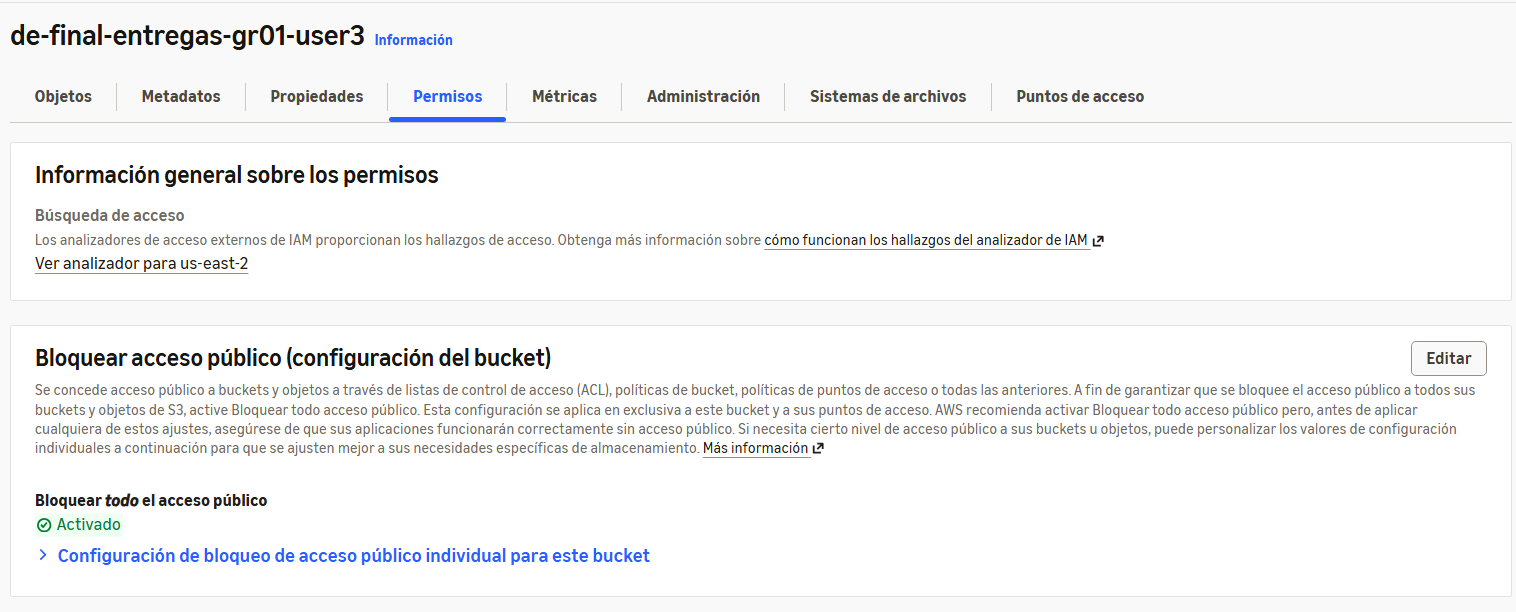 de-final-entregas-gr01-user3 Información
Objetos Metadatos Propiedades Permisos Métricas Administración Sistemas de archivos Puntos de acceso
Información general sobre los permisos
Búsqueda de acceso
Los analizadores de acceso externos de IAM proporcionan los hallazgos de acceso. Obtenga más información sobre cómo funcionan los hallazgos del analizador de IAM
Ver analizador para us-east-2
Bloquear acceso público (configuración del bucket)
Editar
Se concede acceso público a buckets y objetos a través de listas de control de acceso (ACL), políticas de bucket, políticas de puntos de acceso o todas las anteriores. A fin de garantizar que se bloquee el acceso público a todos sus
buckets y objetos de S3, active Bloquear todo acceso público. Esta configuración se aplica en exclusiva a este bucket y a sus puntos de acceso. AWS recomienda activar Bloquear todo acceso público pero, antes de aplicar
cualquiera de estos ajustes, asegúrese de que sus aplicaciones funcionarán correctamente sin acceso público. Si necesita cierto nivel de acceso público a sus buckets u objetos, puede personalizar los valores de configuración
individuales a continuación para que se ajusten mejor a sus necesidades específicas de almacenamiento. Más información
Bloquear todo el acceso público
Activado
Configuración de bloqueo de acceso público individual para este bucket